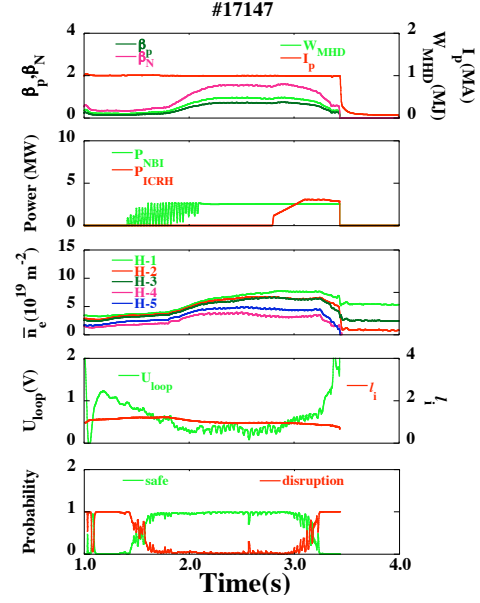 #17147
4
2
0
β_p,β_N
β_p
β_N
W_MHD
I_p
2
1
0
I_p (MA)
W_MHD (MJ)
10
5
0
Power (MW)
P_NBI
P_ICRH
15
10
5
0
n̄_e(10^19 m^-2)
H-1
H-2
H-3
H-4
H-5
2
1
0
U_loop(V)
U_loop
l_i
4
2
0
l_i
2
1
0
Probability
safe
disruption
1.0 2.0 3.0 4.0
Time(s)